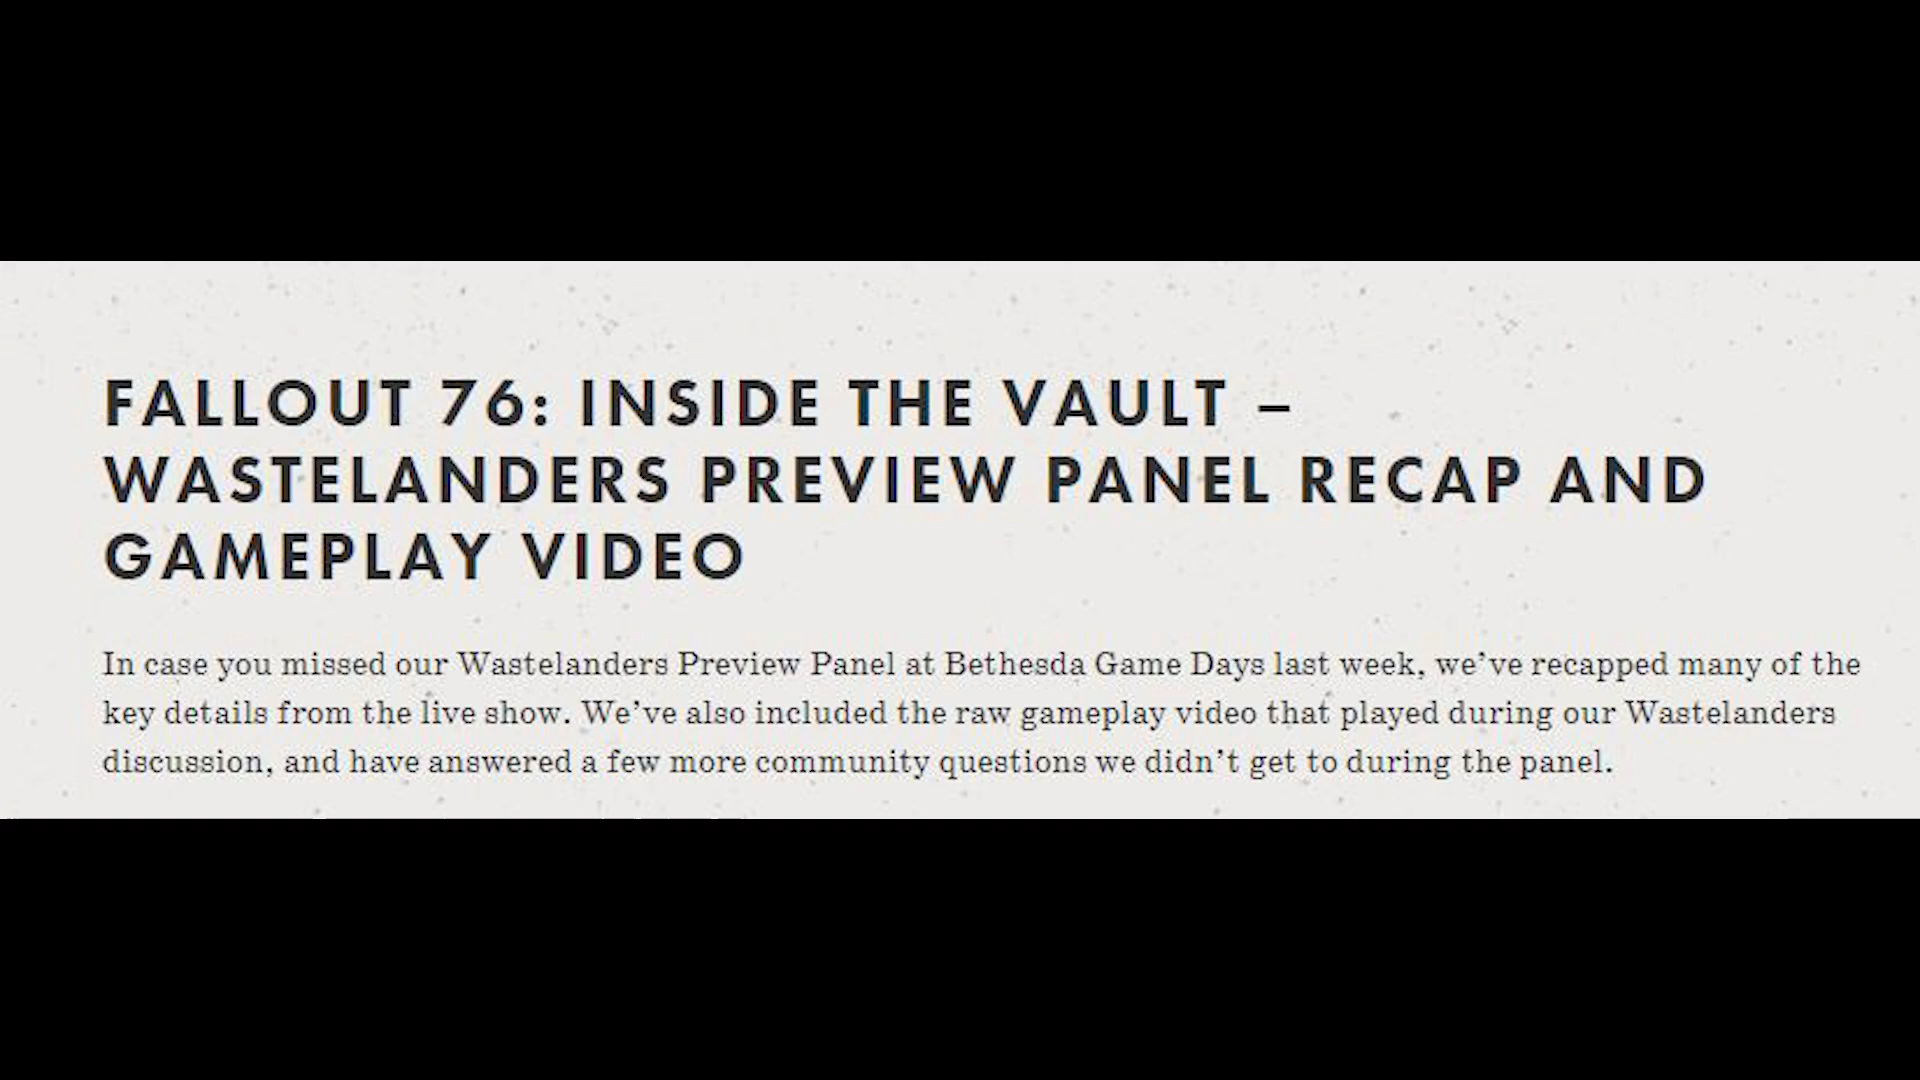 FALLOUT 76: INSIDE THE VAULT –
WASTELANDERS PREVIEW PANEL RECAP AND
GAMEPLAY VIDEO
In case you missed our Wastelanders Preview Panel at Bethesda Game Days last week, we’ve recapped many of the
key details from the live show. We’ve also included the raw gameplay video that played during our Wastelanders
discussion, and have answered a few more community questions we didn’t get to during the panel.